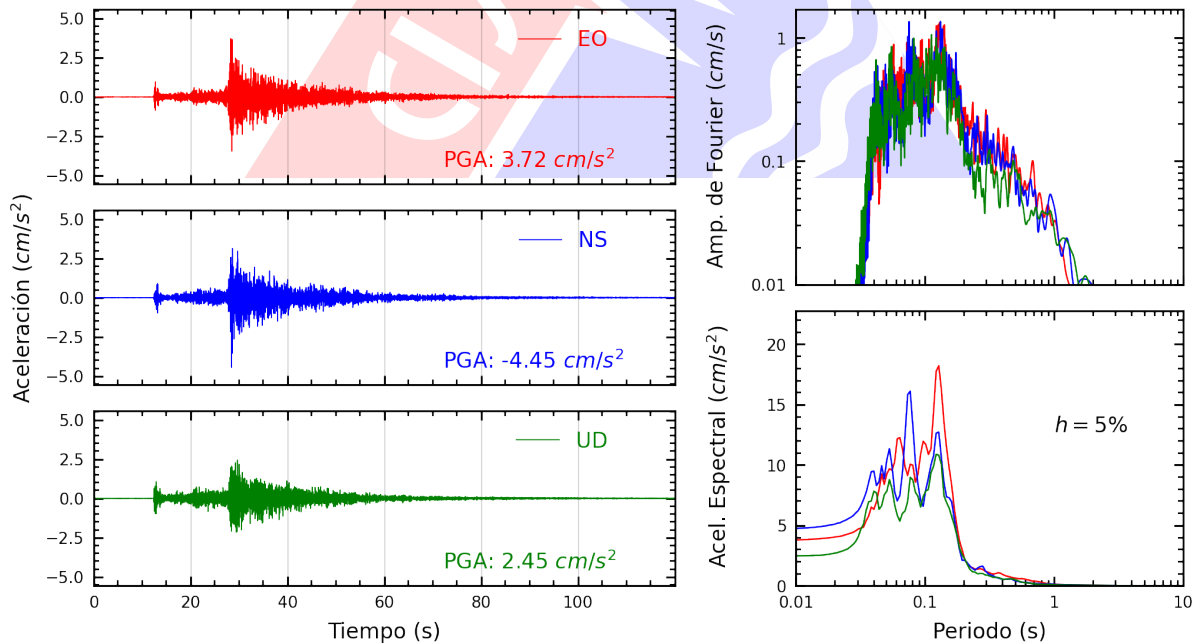 5.0
2.5
0.0
−2.5
−5.0
EO
PGA: 3.72 cm/s²
5.0
2.5
0.0
−2.5
−5.0
NS
PGA: -4.45 cm/s²
5.0
2.5
0.0
−2.5
−5.0
UD
PGA: 2.45 cm/s²
Aceleración (cm/s²)
0 20 40 60 80 100
Tiempo (s)
1
0.1
0.01
Amp. de Fourier (cm/s)
20
15
10
5
0
h = 5%
Acel. Espectral (cm/s²)
0.01 0.1 1 10
Periodo (s)